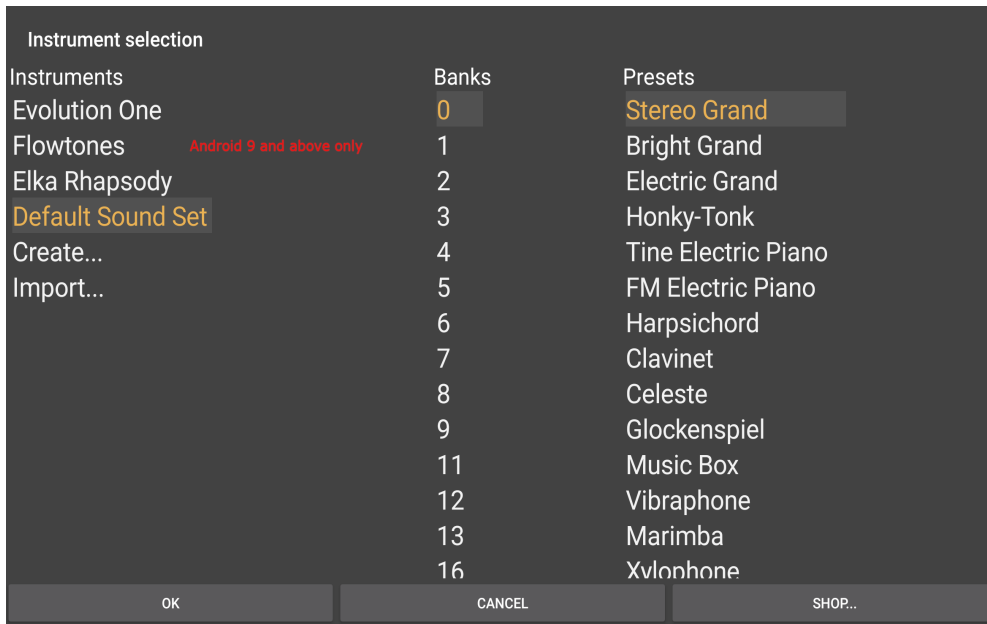 Instrument selection
Instruments
Evolution One
Flowtones Android 9 and above only
Elka Rhapsody
Default Sound Set
Create...
Import...
Banks
0
1
2
3
4
5
6
7
8
9
11
12
13
16
Presets
Stereo Grand
Bright Grand
Electric Grand
Honky-Tonk
Tine Electric Piano
FM Electric Piano
Harpsichord
Clavinet
Celeste
Glockenspiel
Music Box
Vibraphone
Marimba
Xylophone
OK
CANCEL
SHOP...